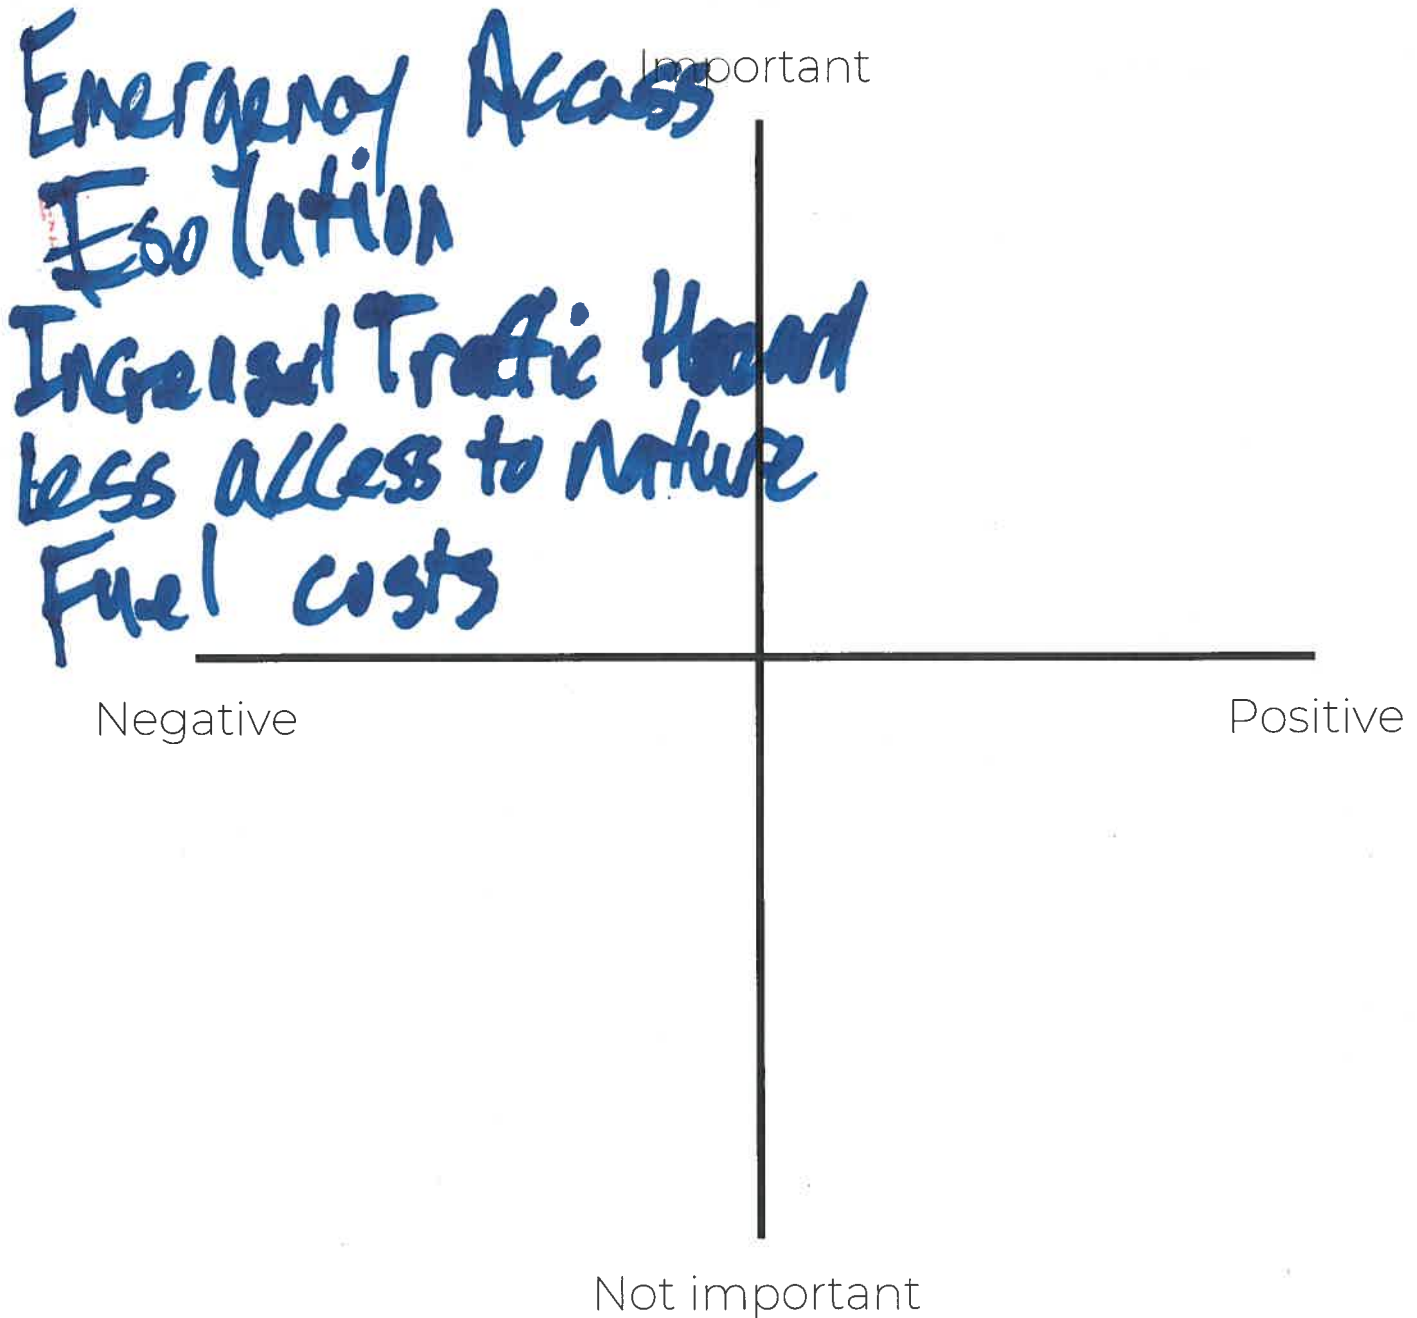 Important
Emergency Access
Esolation
Increased Traffic Hazard
Less access to nature
Fuel costs
Negative
Positive
Not important